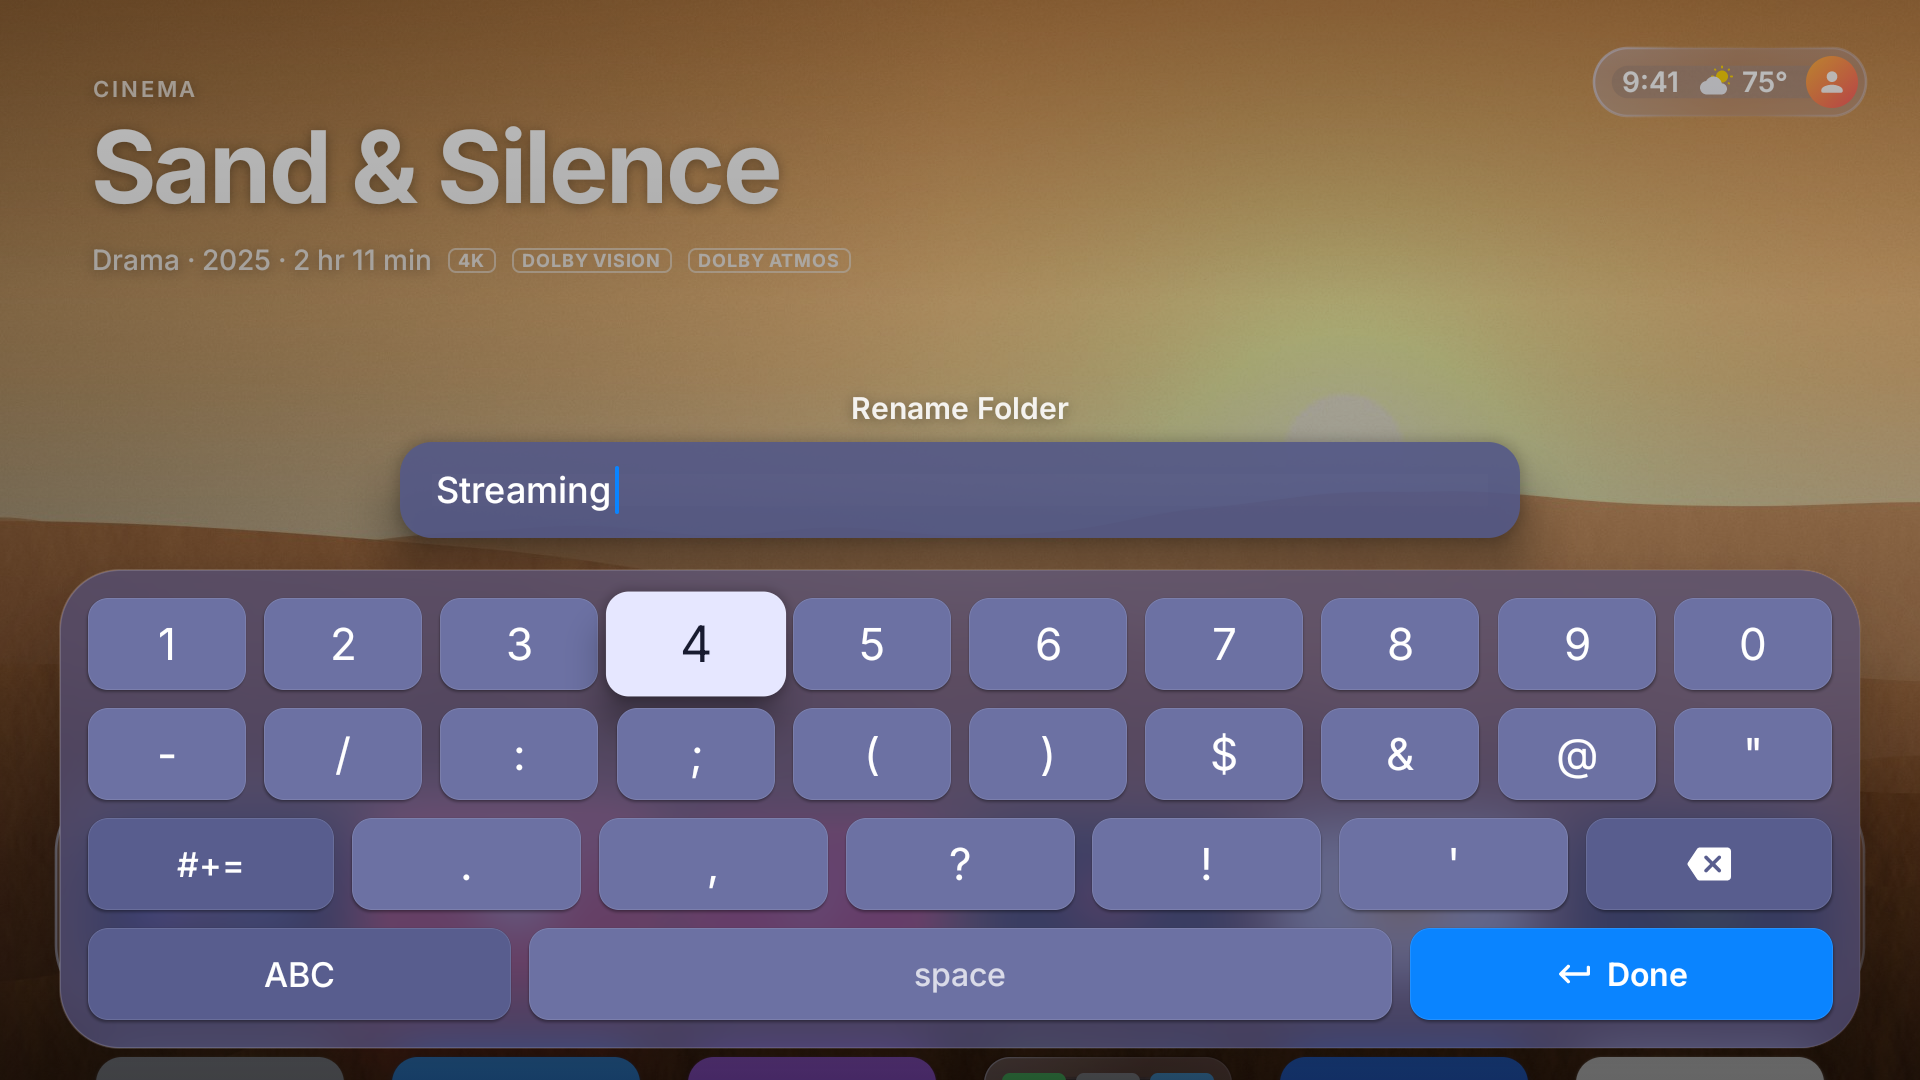 CINEMA
9:41 75°
Sand & Silence
Drama · 2025 · 2 hr 11 min 4K DOLBY VISION DOLBY ATMOS
Rename Folder
Streaming
1 2 3 4 5 6 7 8 9 0
- / : ; ( ) $ & @ "
#+= . , ? ! '
ABC space Done